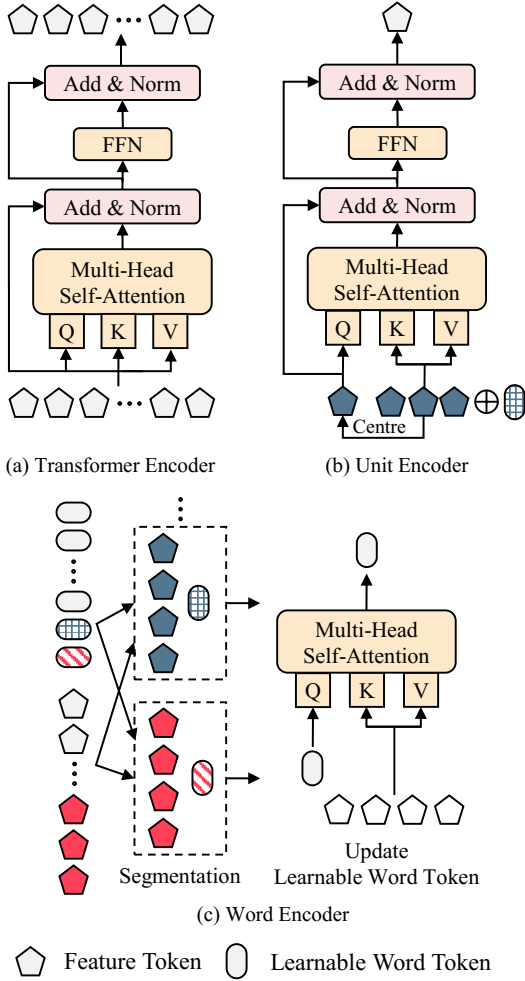 Add & Norm
FFN
Add & Norm
Multi-Head
Self-Attention
Q K V
(a) Transformer Encoder
Add & Norm
FFN
Add & Norm
Multi-Head
Self-Attention
Q K V
Centre
(b) Unit Encoder
Segmentation
Multi-Head
Self-Attention
Q K V
Update
Learnable Word Token
(c) Word Encoder
Feature Token
Learnable Word Token